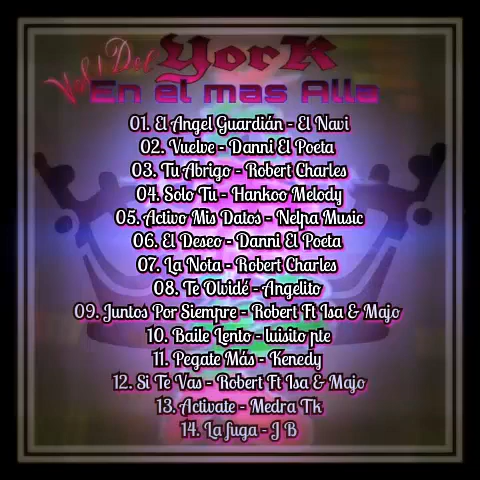 Vol 1 Del York
En el mas Alla
01. El Angel Guardián - El Navi
02. Vuelve - Danni El Poeta
03. Tu Abrigo - Robert Charles
04. Solo Tu - Hankoo Melody
05. Activo Mis Datos - Nelpa Music
06. El Deseo - Danni El Poeta
07. La Nota - Robert Charles
08. Te Olvidé - Angelito
09. Juntos Por Siempre - Robert Ft Isa & Majo
10. Baile Lento - luisito pte
11. Pegate Más - Kenedy
12. Si Te Vas - Robert Ft Isa & Majo
13. Activate - Medra Tk
14. La fuga - J B